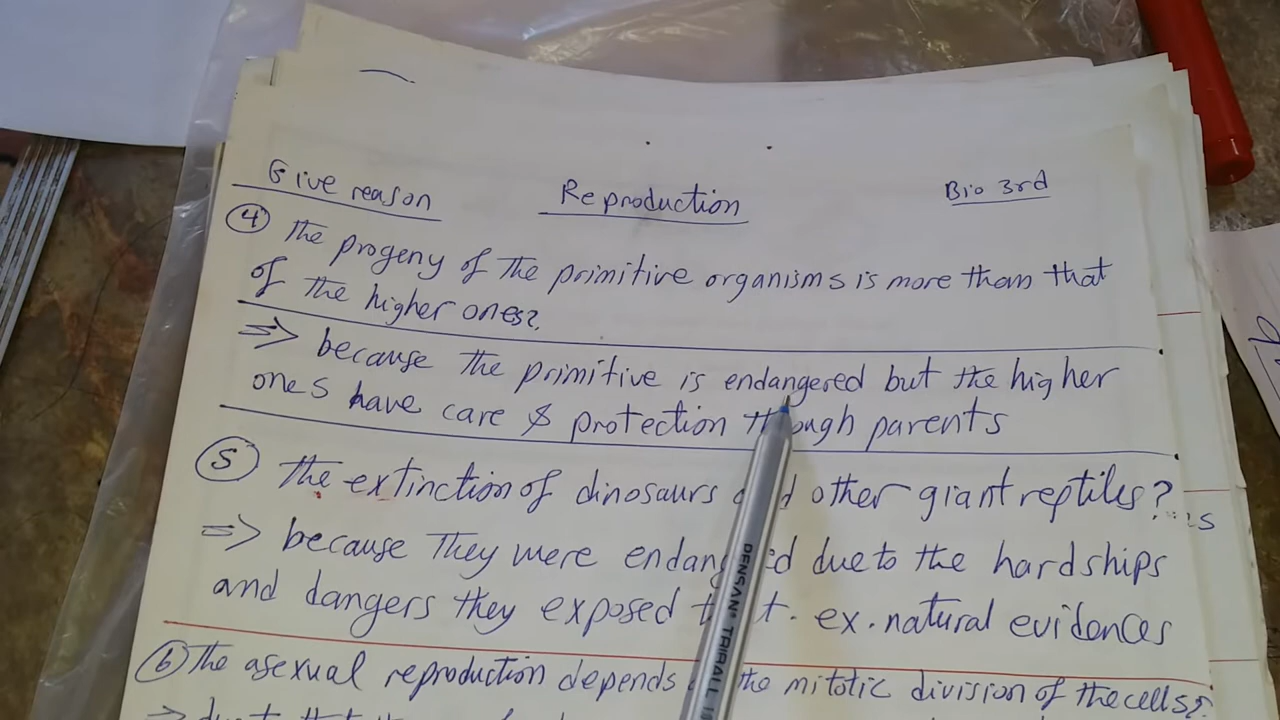 Give reason
Reproduction
Bio 3rd
4 The progeny of the primitive organisms is more than that
of the higher ones?
=> because the primitive is endangered but the higher
ones have care & protection through parents
5 The extinction of dinosaurs and other giant reptiles?
=> because They were endangered due to the hardships
and dangers they exposed t t. ex. natural evidences
6 The asexual reproduction depends the mitotic division of the cells?
DENSAN TRIBALL